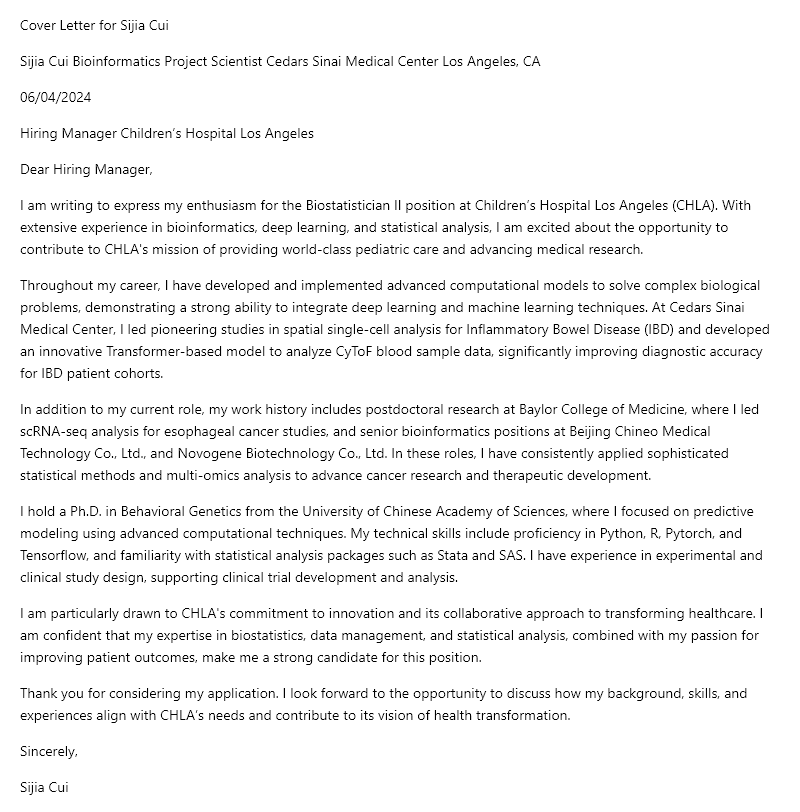 Cover Letter for Sijia Cui
Sijia Cui Bioinformatics Project Scientist Cedars Sinai Medical Center Los Angeles, CA
06/04/2024
Hiring Manager Children's Hospital Los Angeles
Dear Hiring Manager,
I am writing to express my enthusiasm for the Biostatistician II position at Children's Hospital Los Angeles (CHLA). With
extensive experience in bioinformatics, deep learning, and statistical analysis, I am excited about the opportunity to
contribute to CHLA's mission of providing world-class pediatric care and advancing medical research.
Throughout my career, I have developed and implemented advanced computational models to solve complex biological
problems, demonstrating a strong ability to integrate deep learning and machine learning techniques. At Cedars Sinai
Medical Center, I led pioneering studies in spatial single-cell analysis for Inflammatory Bowel Disease (IBD) and developed
an innovative Transformer-based model to analyze CyToF blood sample data, significantly improving diagnostic accuracy
for IBD patient cohorts.
In addition to my current role, my work history includes postdoctoral research at Baylor College of Medicine, where I led
scRNA-seq analysis for esophageal cancer studies, and senior bioinformatics positions at Beijing Chineo Medical
Technology Co., Ltd., and Novogene Biotechnology Co., Ltd. In these roles, I have consistently applied sophisticated
statistical methods and multi-omics analysis to advance cancer research and therapeutic development.
I hold a Ph.D. in Behavioral Genetics from the University of Chinese Academy of Sciences, where I focused on predictive
modeling using advanced computational techniques. My technical skills include proficiency in Python, R, Pytorch, and
Tensorflow, and familiarity with statistical analysis packages such as Stata and SAS. I have experience in experimental and
clinical study design, supporting clinical trial development and analysis.
I am particularly drawn to CHLA's commitment to innovation and its collaborative approach to transforming healthcare. I
am confident that my expertise in biostatistics, data management, and statistical analysis, combined with my passion for
improving patient outcomes, make me a strong candidate for this position.
Thank you for considering my application. I look forward to the opportunity to discuss how my background, skills, and
experiences align with CHLA's needs and contribute to its vision of health transformation.
Sincerely,
Sijia Cui